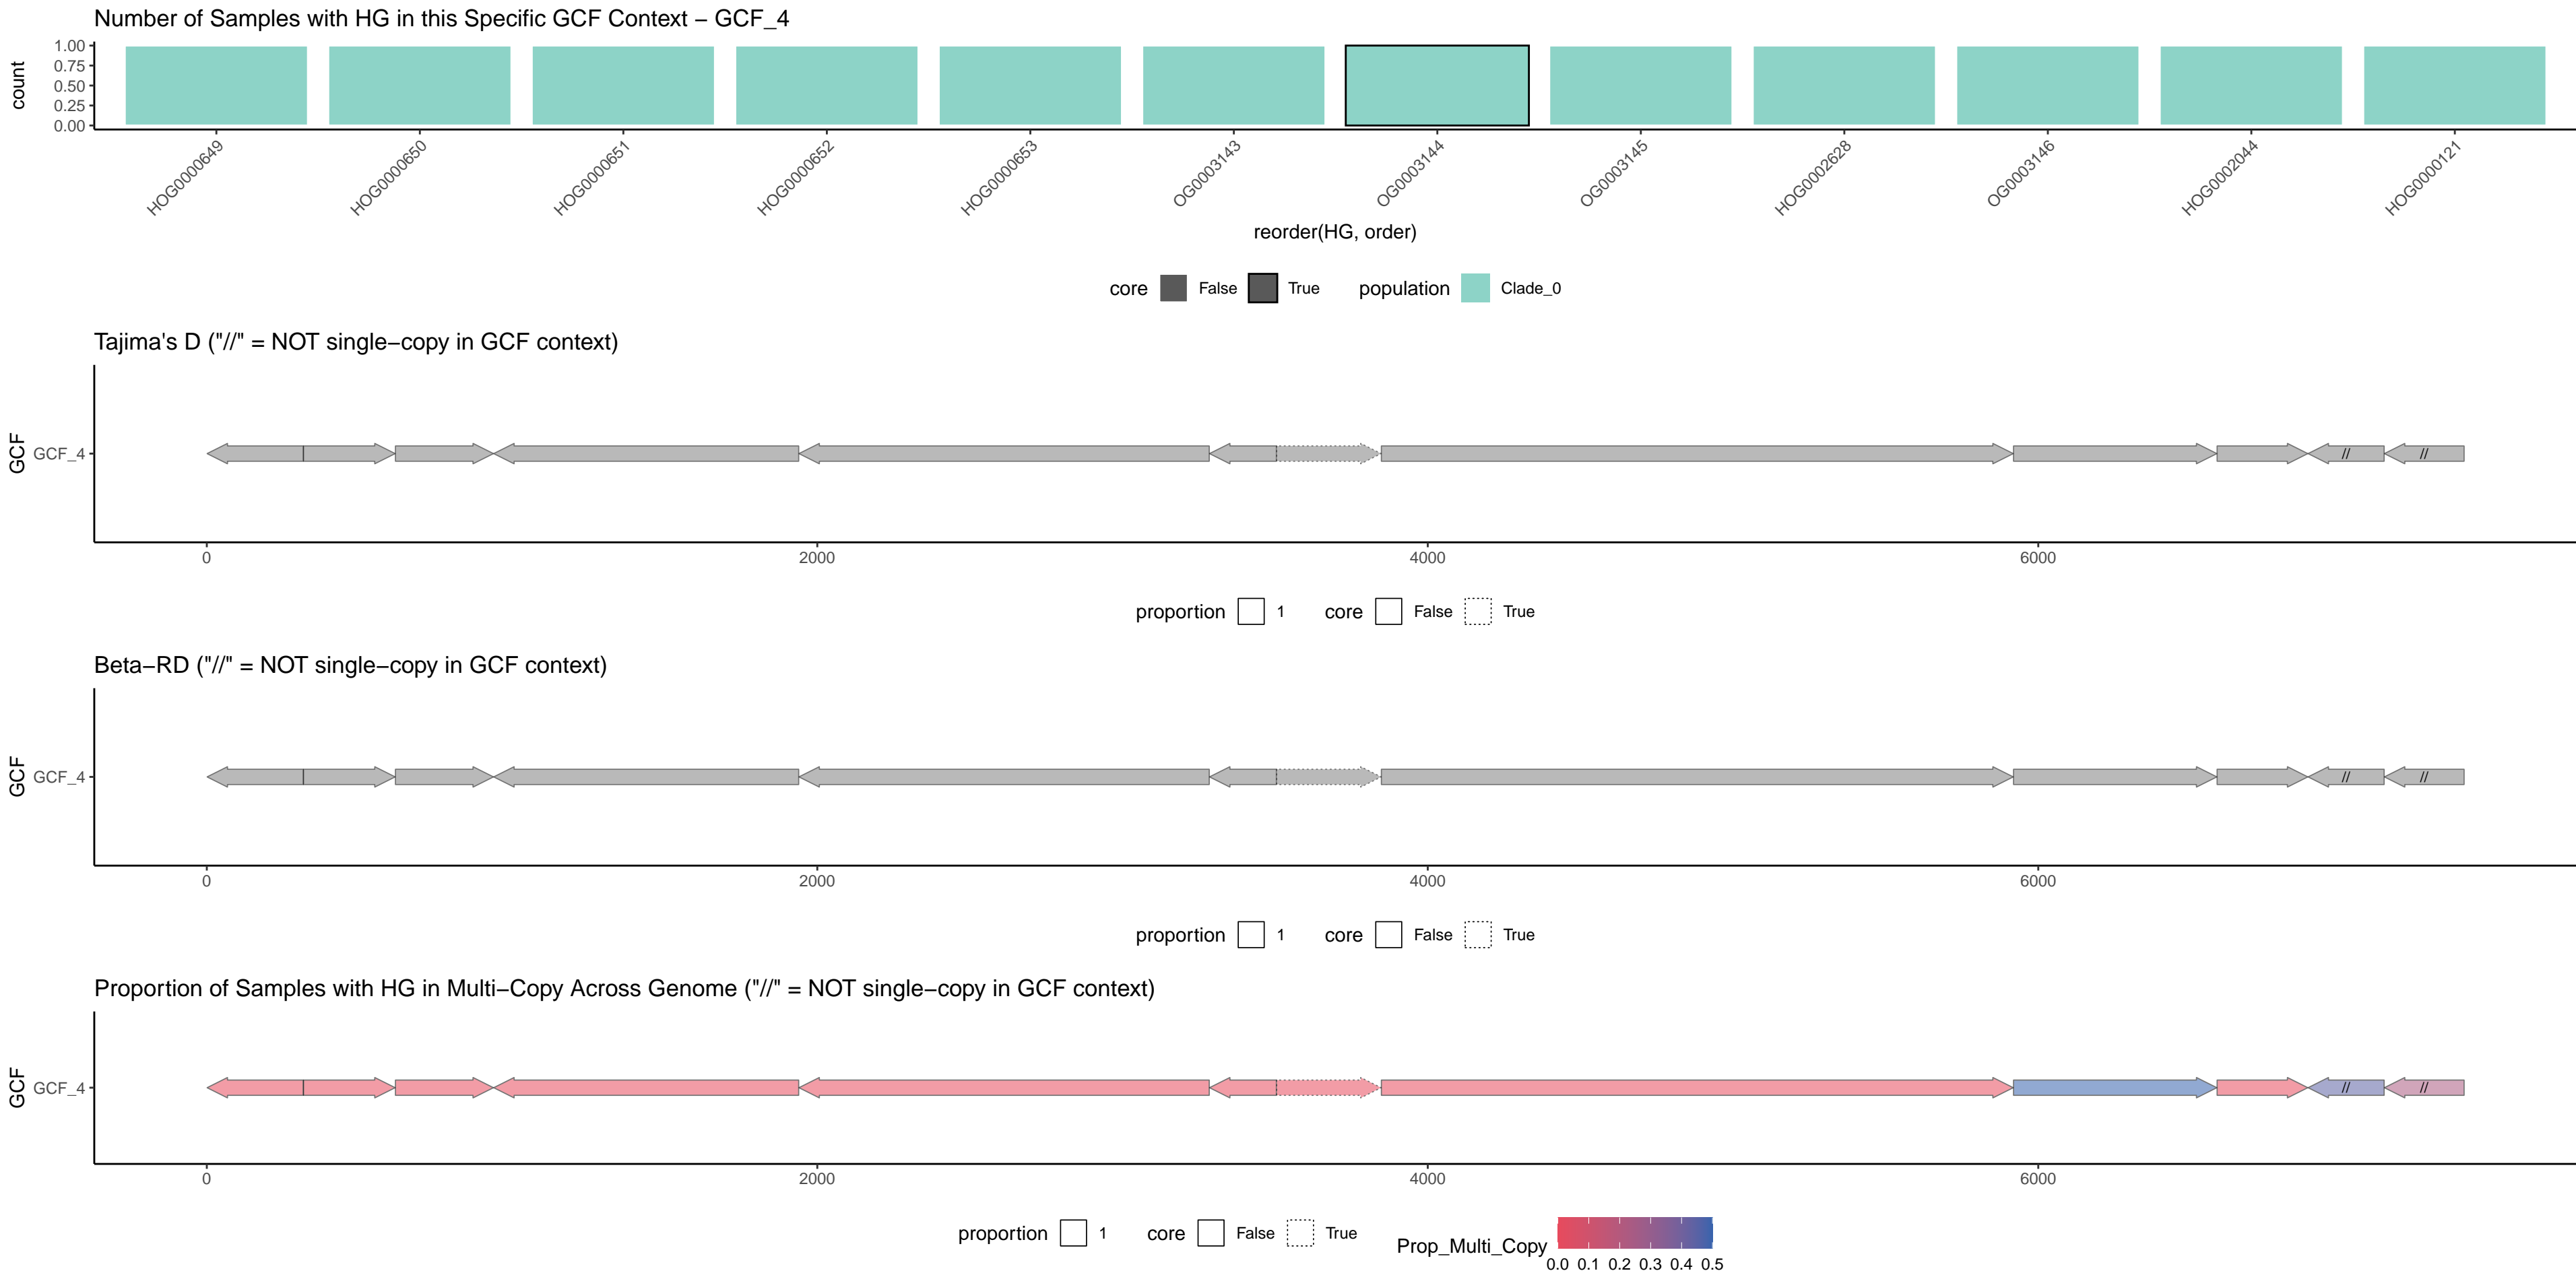 Number of Samples with HG in this Specific GCF Context − GCF_4
count
1.00
0.75
0.50
0.25
0.00
HOG0000649 HOG0000650 HOG0000651 HOG0000652 HOG0000653 OG0003143 OG0003144 OG0003145 HOG0002628 OG0003146 HOG0002044 HOG0000121
reorder(HG, order)
core False True population Clade_0
Tajima's D ("//" = NOT single−copy in GCF context)
GCF
GCF_4
// //
0 2000 4000 6000
proportion 1 core False True
Beta−RD ("//" = NOT single−copy in GCF context)
GCF
GCF_4
// //
0 2000 4000 6000
proportion 1 core False True
Proportion of Samples with HG in Multi−Copy Across Genome ("//" = NOT single−copy in GCF context)
GCF
GCF_4
// //
0 2000 4000 6000
proportion 1 core False True Prop_Multi_Copy
0.0 0.1 0.2 0.3 0.4 0.5